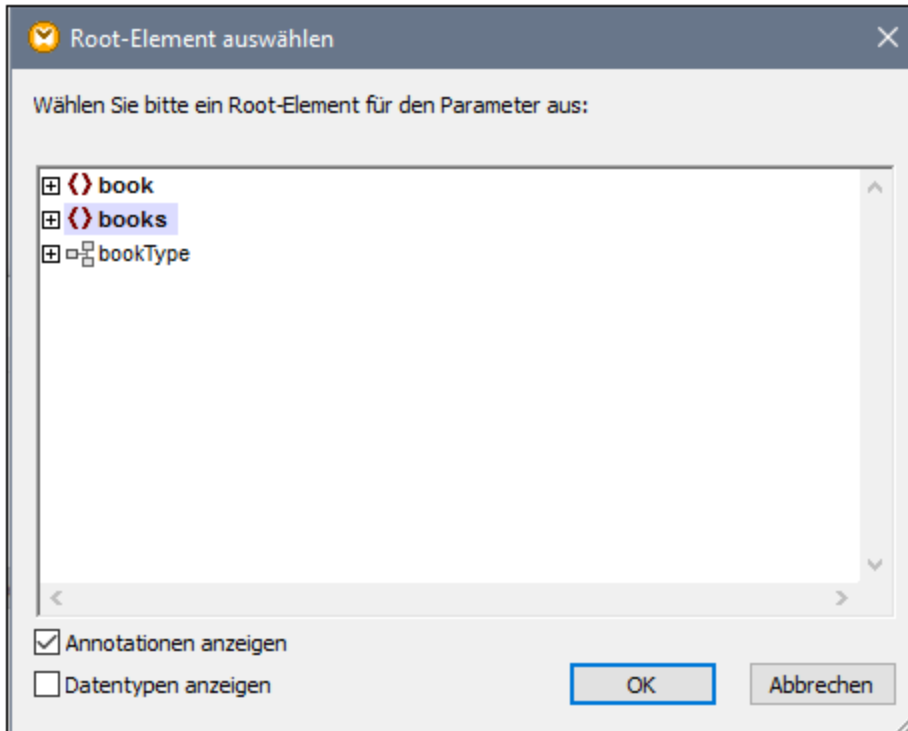 Root-Element auswählen
Wählen Sie bitte ein Root-Element für den Parameter aus:
book
books
bookType
Annotationen anzeigen
Datentypen anzeigen
OK Abbrechen